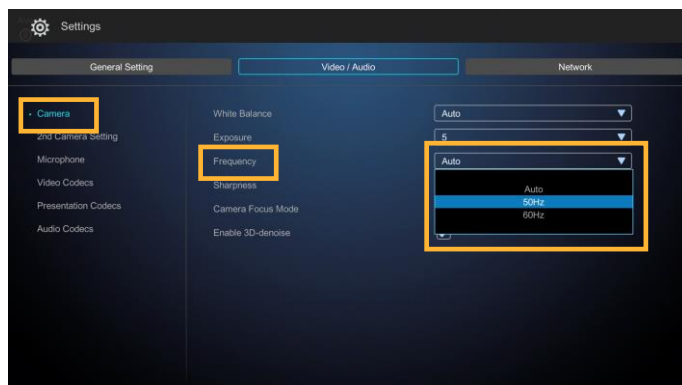 Settings
General Setting
Video / Audio
Network
Camera
White Balance
Auto
2nd Camera Setting
Exposure
5
Microphone
Frequency
Auto
Video Codecs
Sharpness
Auto
Presentation Codecs
Camera Focus Mode
50Hz
60Hz
Audio Codecs
Enable 3D-denoise